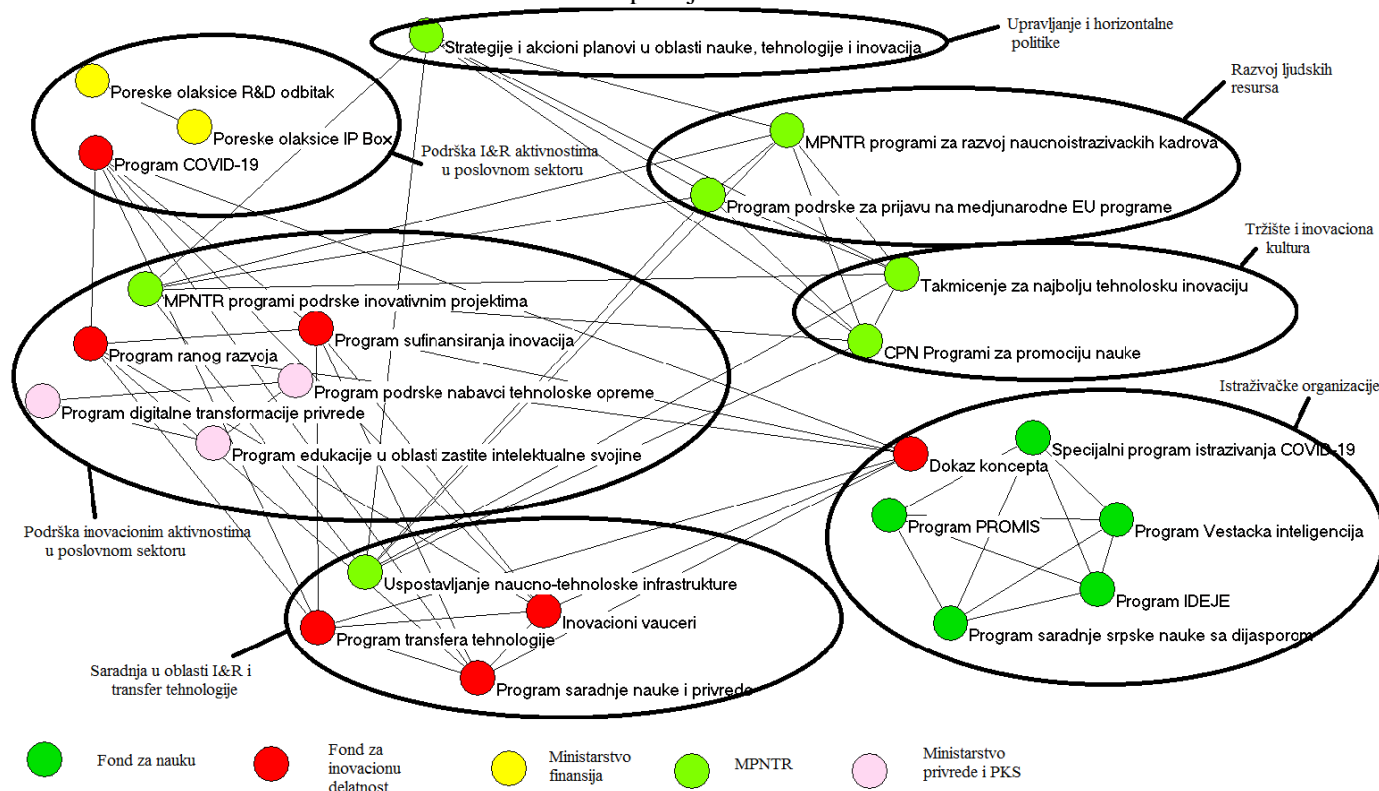 Strategije i akcioni planovi u oblasti nauke, tehnologije i inovacija
Upravljanje i horizontalne
politike
Poreske olaksice R&D odbitak
Poreske olaksice IP Box
Program COVID-19
Podrška I&R aktivnostima
u poslovnom sektoru
Razvoj ljudskih
resursa
MPNTR programi za razvoj naucnoistrazivackih kadrova
Program podrske za prijavu na medjunarodne EU programe
Tržište i inovaciona
kultura
Takmicenje za najbolju tehnolosku inovaciju
CPN Programi za promociju nauke
MPNTR programi podrske inovativnim projektima
Program sufinansiranja inovacija
Program ranog razvoja
Program podrske nabavci tehnoloske opreme
Program digitalne transformacije privrede
Program edukacije u oblasti zastite intelektualne svojine
Podrška inovacionim aktivnostima
u poslovnom sektoru
Istraživačke organizacije
Specijalni program istrazivanja COVID-19
Dokaz koncepta
Program PROMIS
Program Vestacka inteligencija
Program IDEJE
Program saradnje srpske nauke sa dijasporom
Uspostavljanje naucno-tehnoloske infrastrukture
Inovacioni vauceri
Program transfera tehnologije
Program saradnje nauke i privrede
Saradnja u oblasti I&R i
transfer tehnologije
Fond za nauku
Fond za
inovacionu
delatnost
Ministarstvo
finansija
MPNTR
Ministarstvo
privrede i PKS